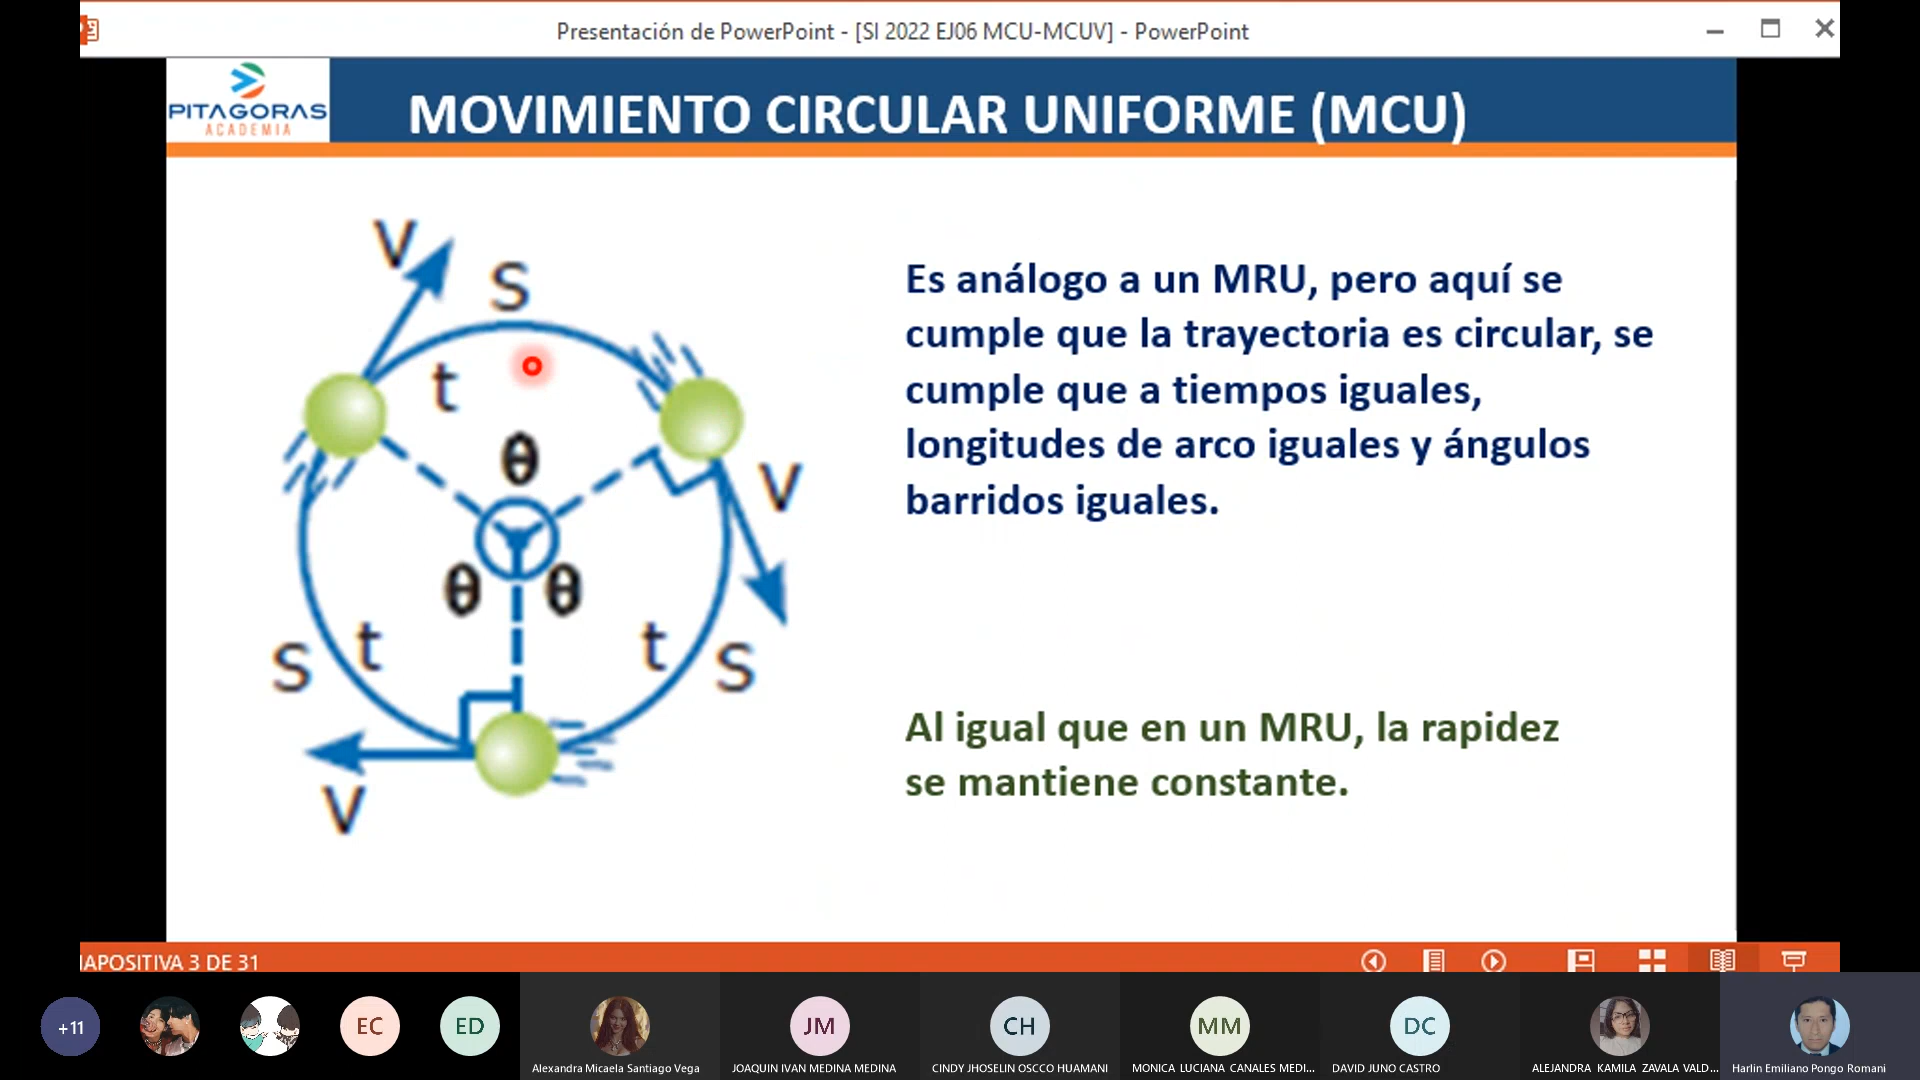 Presentación de PowerPoint - [SI 2022 EJ06 MCU-MCUV] - PowerPoint
PITAGORAS
ACADEMIA
MOVIMIENTO CIRCULAR UNIFORME (MCU)
V
S
t
θ
V
θ
θ
S
t
t
S
V
Es análogo a un MRU, pero aquí se
cumple que la trayectoria es circular, se
cumple que a tiempos iguales,
longitudes de arco iguales y ángulos
barridos iguales.
Al igual que en un MRU, la rapidez
se mantiene constante.
IAPOSITIVA 3 DE 31
+11
EC
ED
JM
CH
MM
DC
Alexandra Micaela Santiago Vega
JOAQUIN IVAN MEDINA MEDINA
CINDY JHOSELIN OSCCO HUAMANI
MONICA LUCIANA CANALES MEDI...
DAVID JUNO CASTRO
ALEJANDRA KAMILA ZAVALA VALD...
Harlin Emiliano Pongo Romani